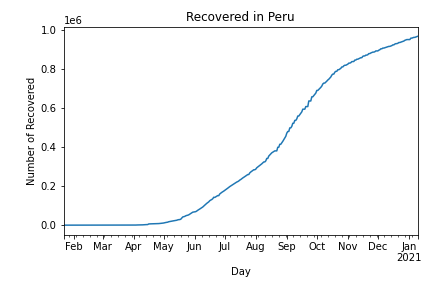 Recovered in Peru
1e6
1.0
0.8
0.6
0.4
0.2
0.0
Number of Recovered
Feb Mar Apr May Jun Jul Aug Sep Oct Nov Dec Jan
2021
Day